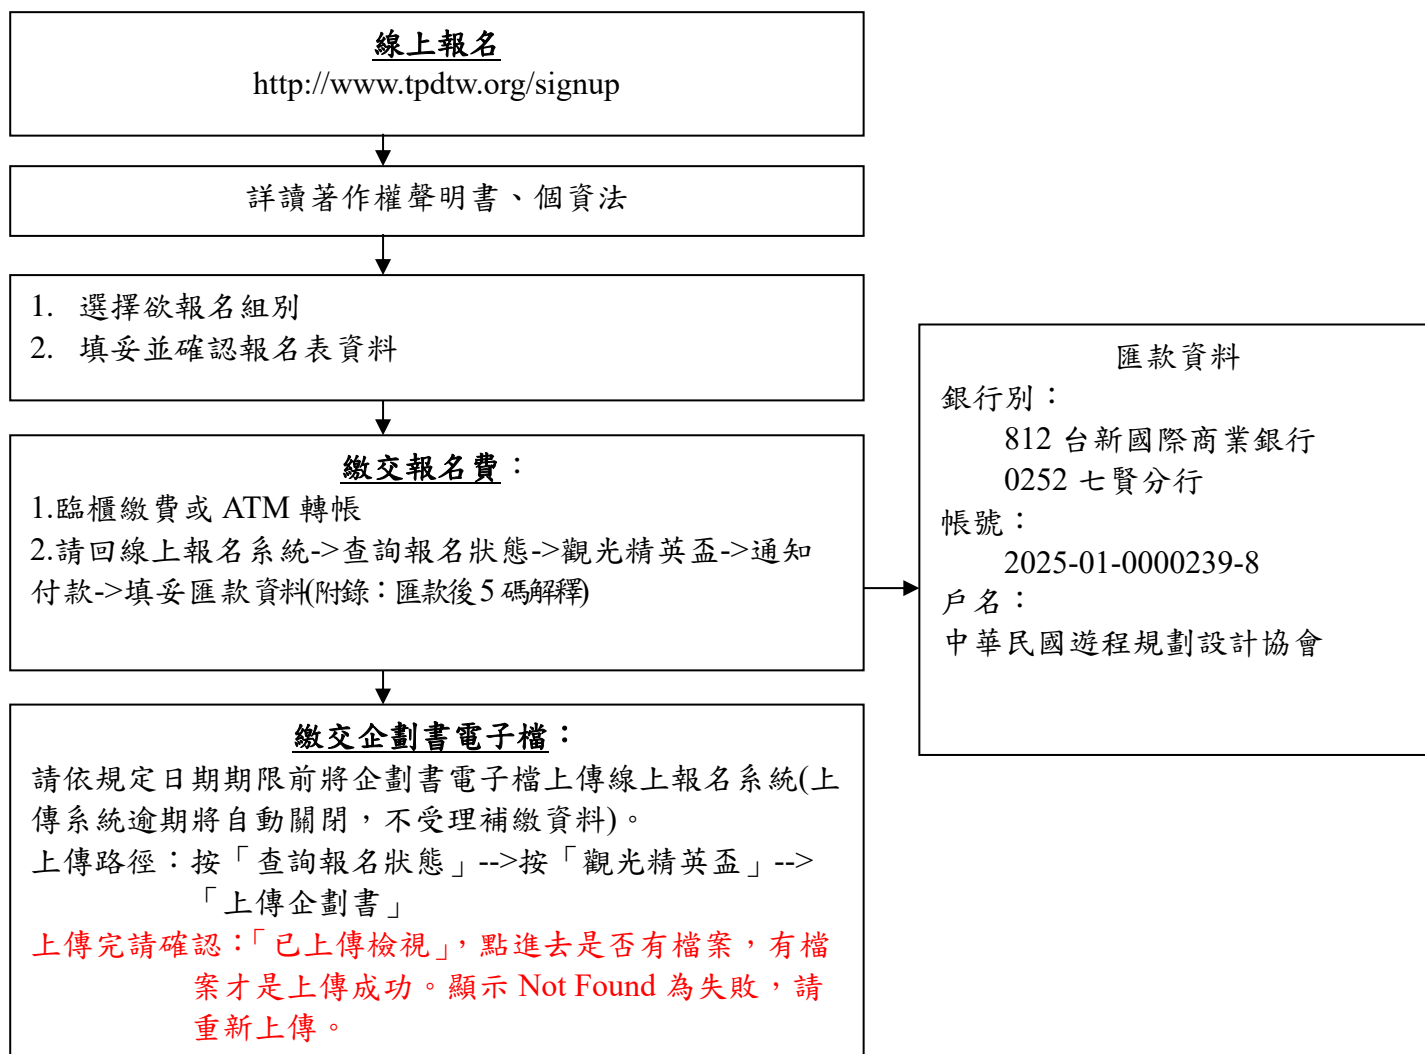 線上報名
http://www.tpdtw.org/signup
詳讀著作權聲明書、個資法
1. 選擇欲報名組別
2. 填妥並確認報名表資料
繳交報名費：
1.臨櫃繳費或 ATM 轉帳
2.請回線上報名系統->查詢報名狀態->觀光精英盃->通知
付款->填妥匯款資料(附錄：匯款後 5 碼解釋)
匯款資料
銀行別：
812 台新國際商業銀行
0252 七賢分行
帳號：
2025-01-0000239-8
戶名：
中華民國遊程規劃設計協會
繳交企劃書電子檔：
請依規定日期期限前將企劃書電子檔上傳線上報名系統(上
傳系統逾期將自動關閉，不受理補繳資料)。
上傳路徑：按「查詢報名狀態」-->按「觀光精英盃」-->
「上傳企劃書」
上傳完請確認：「已上傳檢視」，點進去是否有檔案，有檔
案才是上傳成功。顯示 Not Found 為失敗，請
重新上傳。